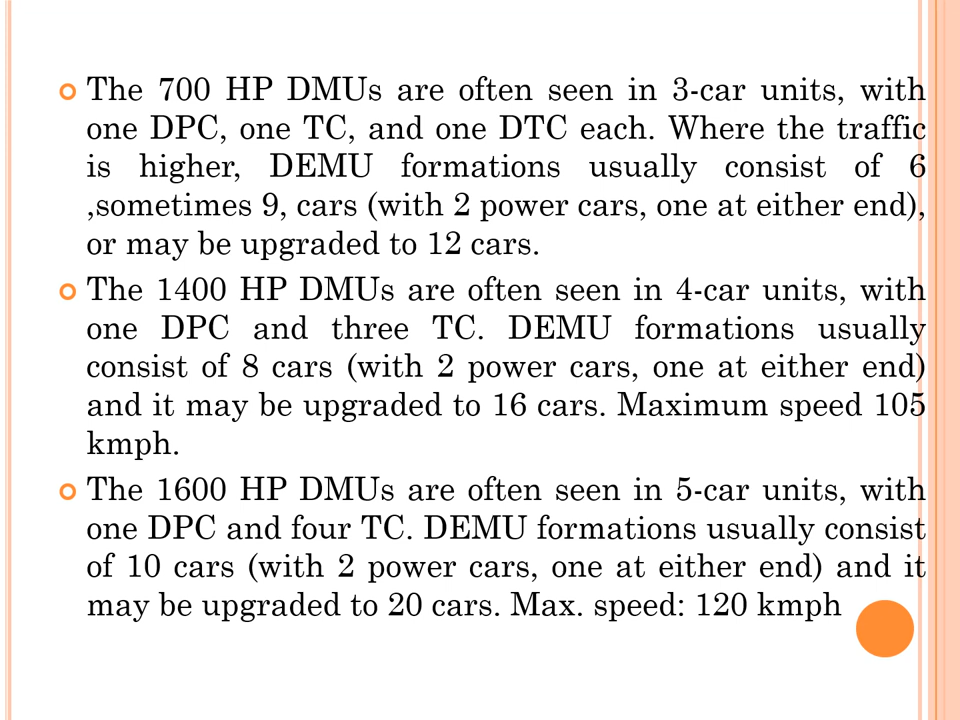 The 700 HP DMUs are often seen in 3-car units, with
one DPC, one TC, and one DTC each. Where the traffic
is higher, DEMU formations usually consist of 6
,sometimes 9, cars (with 2 power cars, one at either end),
or may be upgraded to 12 cars.
The 1400 HP DMUs are often seen in 4-car units, with
one DPC and three TC. DEMU formations usually
consist of 8 cars (with 2 power cars, one at either end)
and it may be upgraded to 16 cars. Maximum speed 105
kmph.
The 1600 HP DMUs are often seen in 5-car units, with
one DPC and four TC. DEMU formations usually consist
of 10 cars (with 2 power cars, one at either end) and it
may be upgraded to 20 cars. Max. speed: 120 kmph